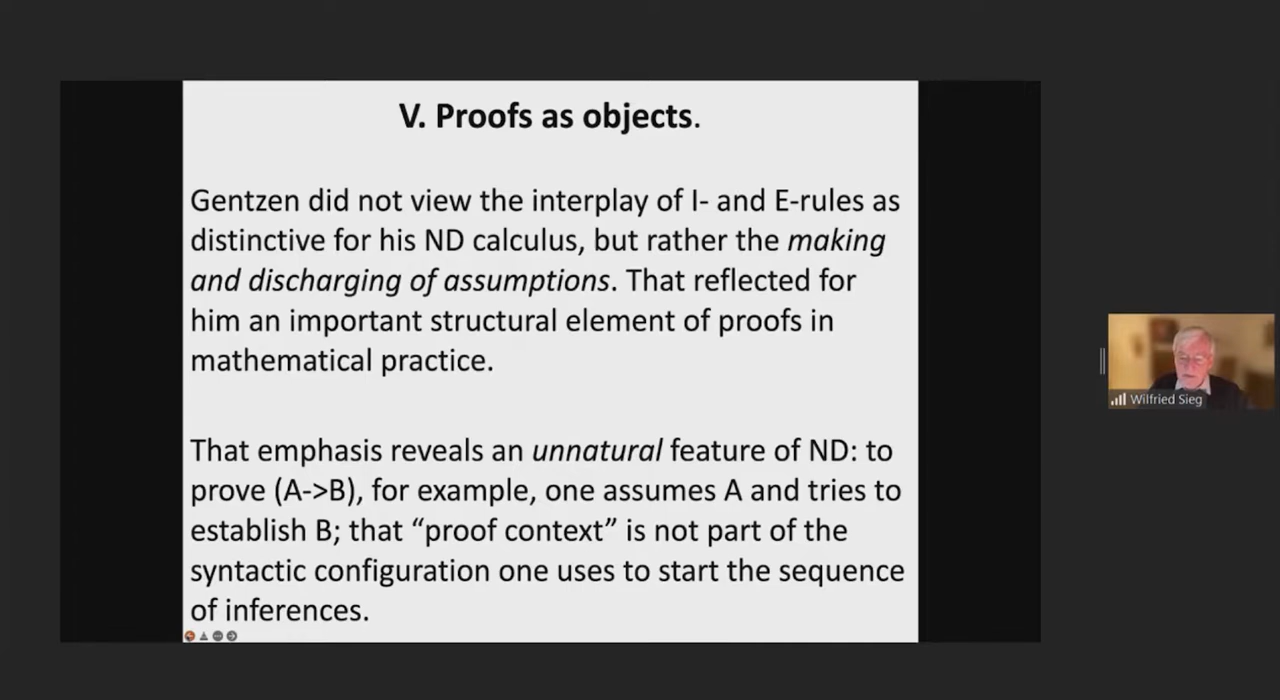 V. Proofs as objects.
Gentzen did not view the interplay of I- and E-rules as
distinctive for his ND calculus, but rather the making
and discharging of assumptions. That reflected for
him an important structural element of proofs in
mathematical practice.
That emphasis reveals an unnatural feature of ND: to
prove (A->B), for example, one assumes A and tries to
establish B; that “proof context” is not part of the
syntactic configuration one uses to start the sequence
of inferences.
Wilfried Sieg